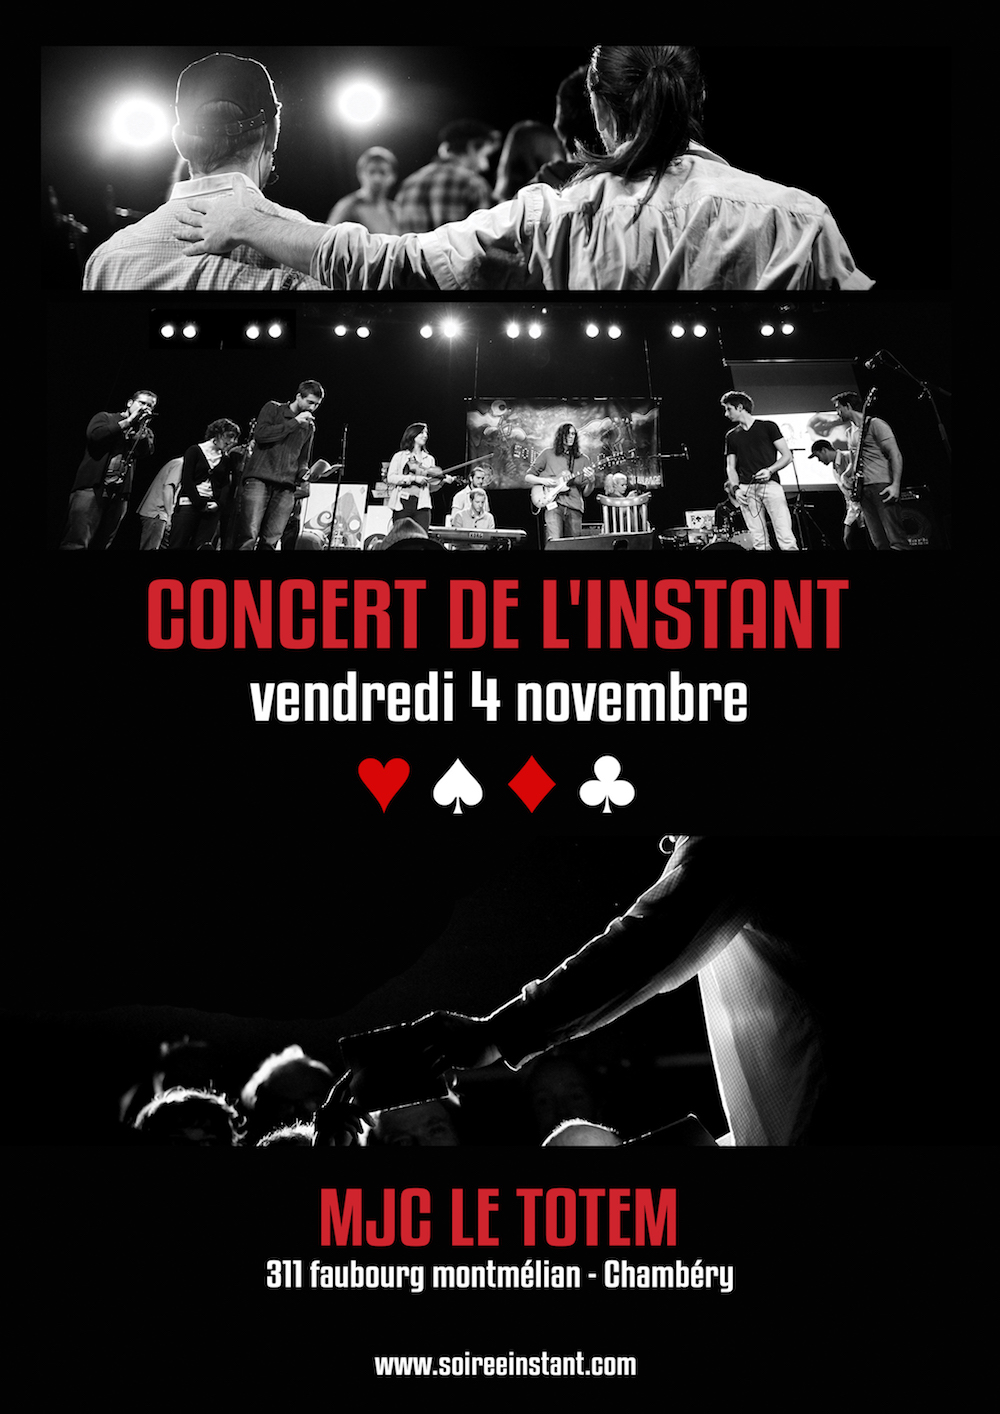 CONCERT DE L'INSTANT
vendredi 4 novembre
MJC LE TOTEM
311 faubourg montmélian - Chambéry
www.soireeinstant.com